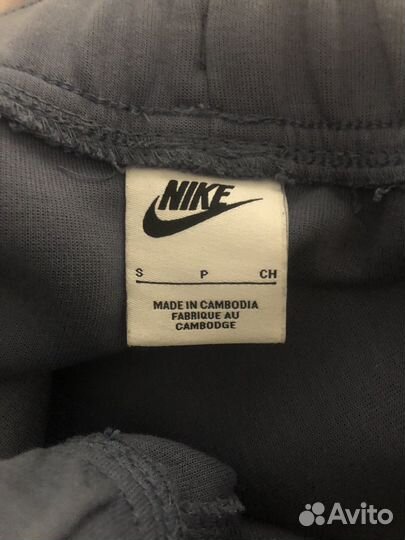 NIKE
S P CH
MADE IN CAMBODIA
FABRIQUE AU
CAMBODGE
Avito